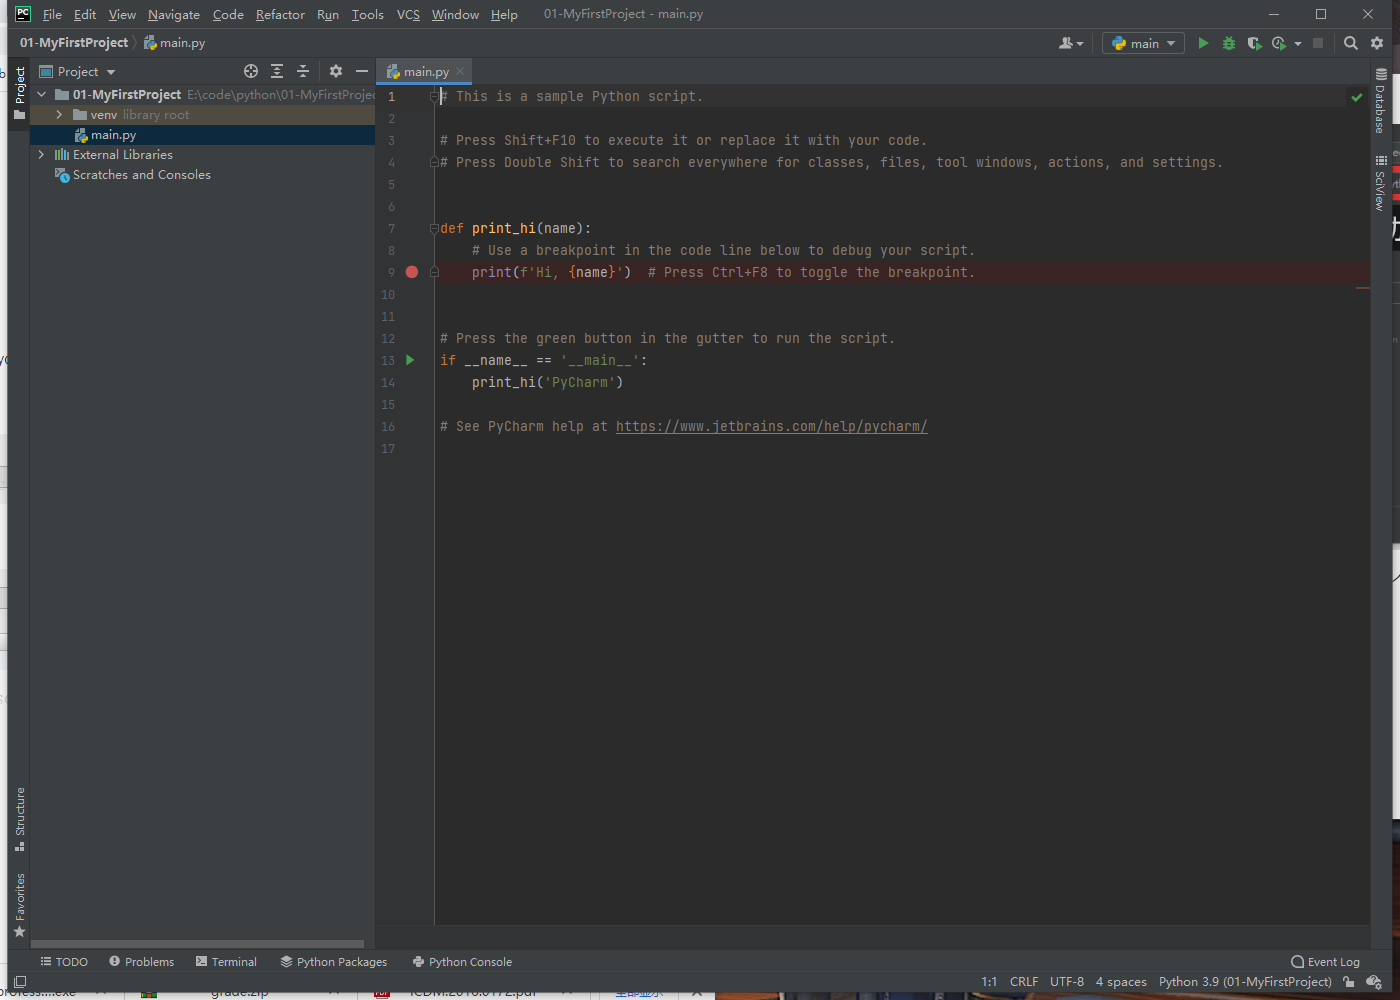 PC File Edit View Navigate Code Refactor Run Tools VCS Window Help 01-MyFirstProject - main.py
01-MyFirstProject main.py
main
Project
Project
main.py
01-MyFirstProject E:\code\python\01-MyFirstProjec
venv library root
main.py
External Libraries
Scratches and Consoles
1 # This is a sample Python script.
2
3 # Press Shift+F10 to execute it or replace it with your code.
4 # Press Double Shift to search everywhere for classes, files, tool windows, actions, and settings.
5
6
7 def print_hi(name):
8 # Use a breakpoint in the code line below to debug your script.
9 print(f'Hi, {name}') # Press Ctrl+F8 to toggle the breakpoint.
10
11
12 # Press the green button in the gutter to run the script.
13 if __name__ == '__main__':
14 print_hi('PyCharm')
15
16 # See PyCharm help at https://www.jetbrains.com/help/pycharm/
17
Database
SciView
Structure
Favorites
TODO Problems Terminal Python Packages Python Console Event Log
1:1 CRLF UTF-8 4 spaces Python 3.9 (01-MyFirstProject)